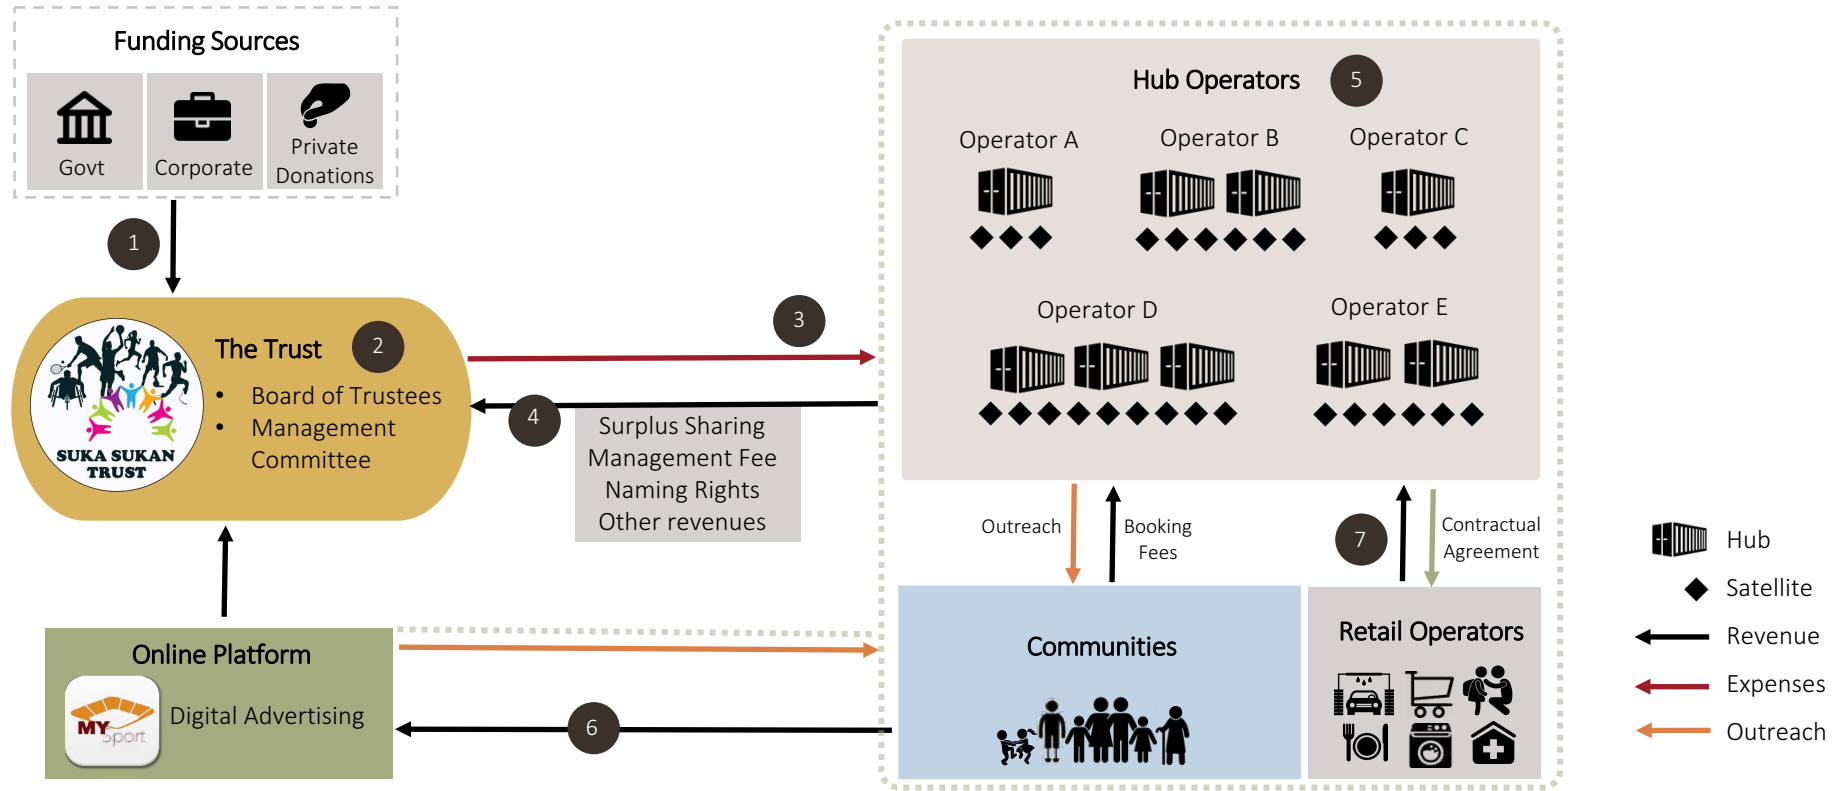 Funding Sources
Govt
Corporate
Private
Donations
1
The Trust
2
• Board of Trustees
• Management
Committee
SUKA SUKAN
TRUST
3
4
Surplus Sharing
Management Fee
Naming Rights
Other revenues
Hub Operators
5
Operator A
Operator B
Operator C
Operator D
Operator E
Outreach
Booking
Fees
7
Contractual
Agreement
Online Platform
MY
Sport
Digital Advertising
6
Communities
Retail Operators
Hub
Satellite
Revenue
Expenses
Outreach